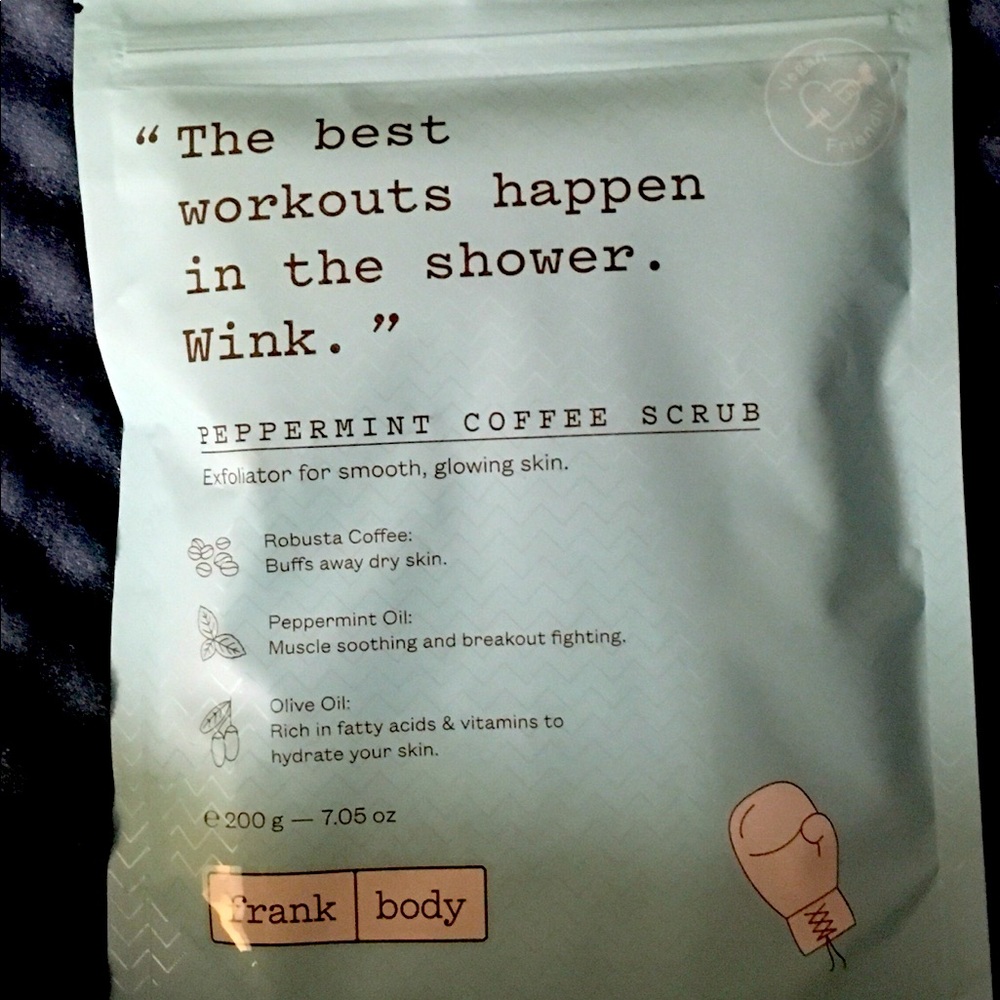 Vegan
Friendly
“The best
workouts happen
in the shower.
Wink.”
PEPPERMINT COFFEE SCRUB
Exfoliator for smooth, glowing skin.
Robusta Coffee:
Buffs away dry skin.
Peppermint Oil:
Muscle soothing and breakout fighting.
Olive Oil:
Rich in fatty acids & vitamins to
hydrate your skin.
℮ 200 g — 7.05 oz
frank body